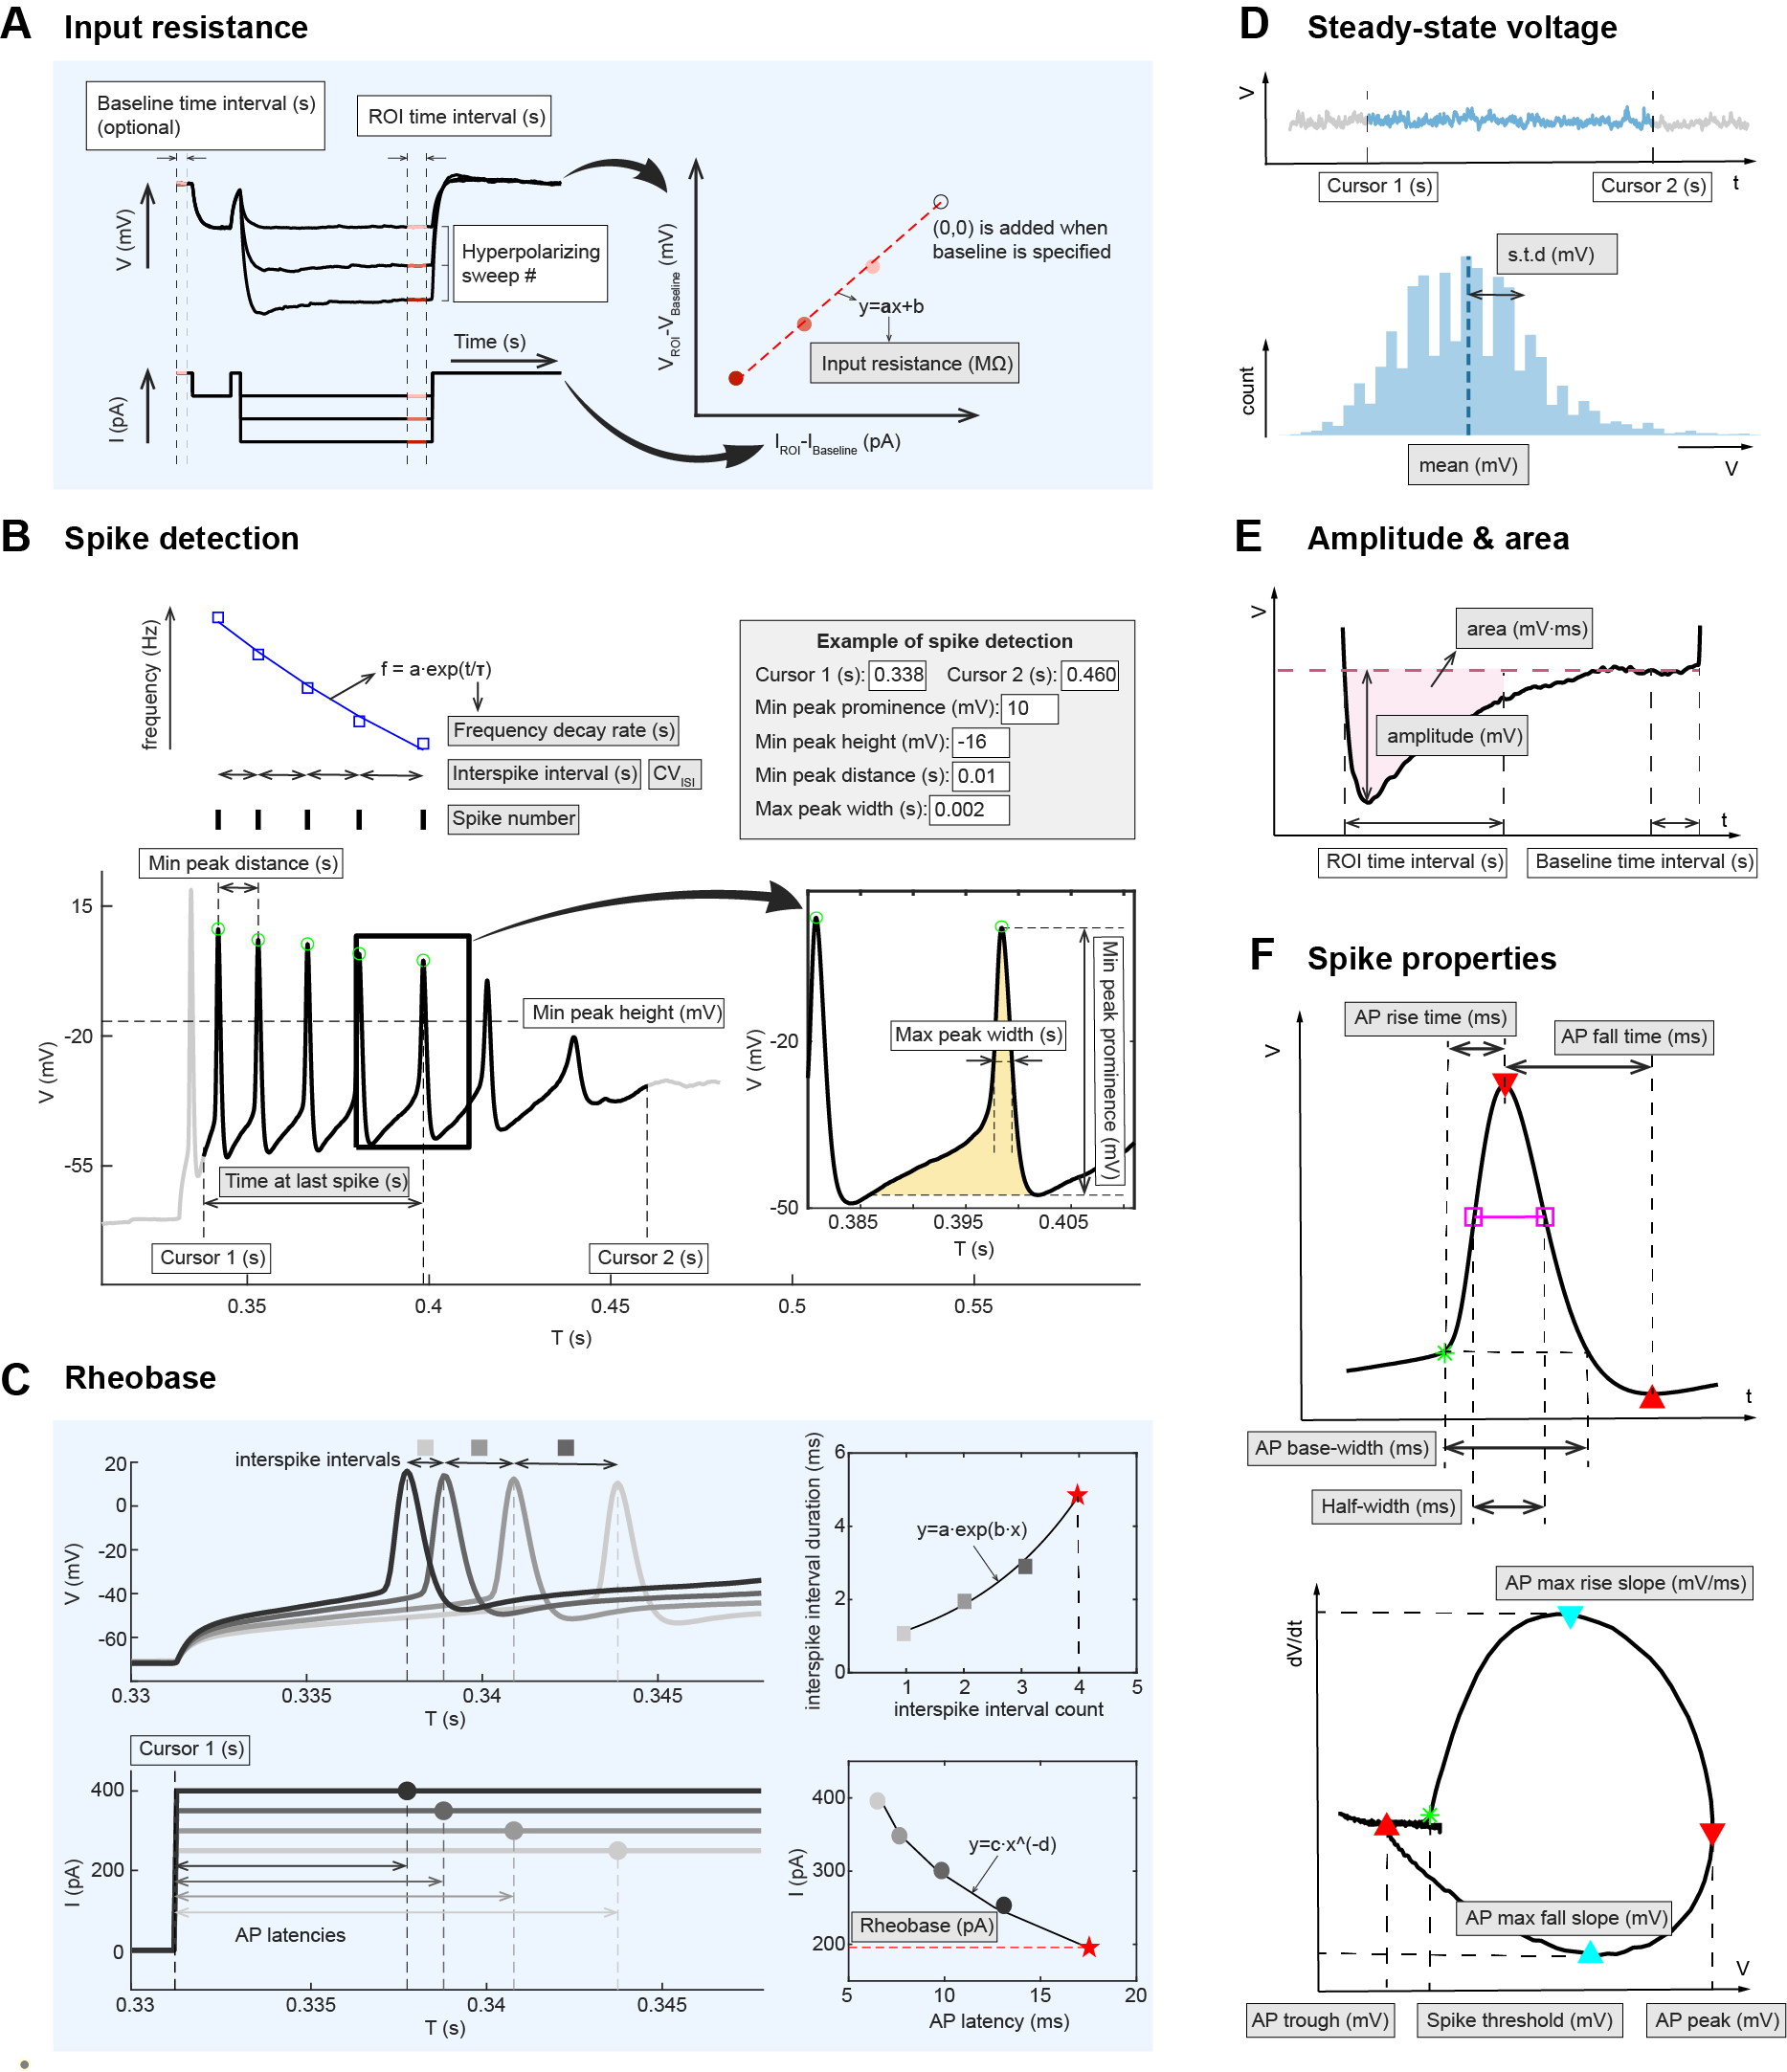 A Input resistance
Baseline time interval (s)
(optional)
ROI time interval (s)
V (mV)
Hyperpolarizing
sweep #
Time (s)
I (pA)
V_ROI-V_Baseline (mV)
(0,0) is added when
baseline is specified
y=ax+b
Input resistance (MΩ)
I_ROI-I_Baseline (pA)
B Spike detection
frequency (Hz)
f = a·exp(t/τ)
Frequency decay rate (s)
Interspike interval (s)
CV_ISI
Spike number
Example of spike detection
Cursor 1 (s): 0.338 Cursor 2 (s): 0.460
Min peak prominence (mV): 10
Min peak height (mV): -16
Min peak distance (s): 0.01
Max peak width (s): 0.002
Min peak distance (s)
15
-20
-55
V (mV)
Min peak height (mV)
Time at last spike (s)
Cursor 1 (s)
Cursor 2 (s)
0.35 0.4 0.45 0.5 0.55
T (s)
Max peak width (s)
Min peak prominence (mV)
-20
-50
V (mV)
0.385 0.395 0.405
T (s)
C Rheobase
interspike intervals
20
0
-20
-40
-60
V (mV)
0.33 0.335 0.34 0.345
T (s)
Cursor 1 (s)
400
200
0
I (pA)
AP latencies
0.33 0.335 0.34 0.345
T (s)
interspike interval duration (ms)
6
4
2
0
y=a·exp(b·x)
1 2 3 4 5
interspike interval count
400
300
200
I (pA)
y=c·x^(-d)
Rheobase (pA)
5 10 15 20
AP latency (ms)
D Steady-state voltage
V
Cursor 1 (s)
Cursor 2 (s)
t
s.t.d (mV)
count
mean (mV)
V
E Amplitude & area
V
area (mV·ms)
amplitude (mV)
t
ROI time interval (s)
Baseline time interval (s)
F Spike properties
AP rise time (ms)
AP fall time (ms)
V
t
AP base-width (ms)
Half-width (ms)
AP max rise slope (mV/ms)
dV/dt
AP max fall slope (mV)
V
AP trough (mV)
Spike threshold (mV)
AP peak (mV)